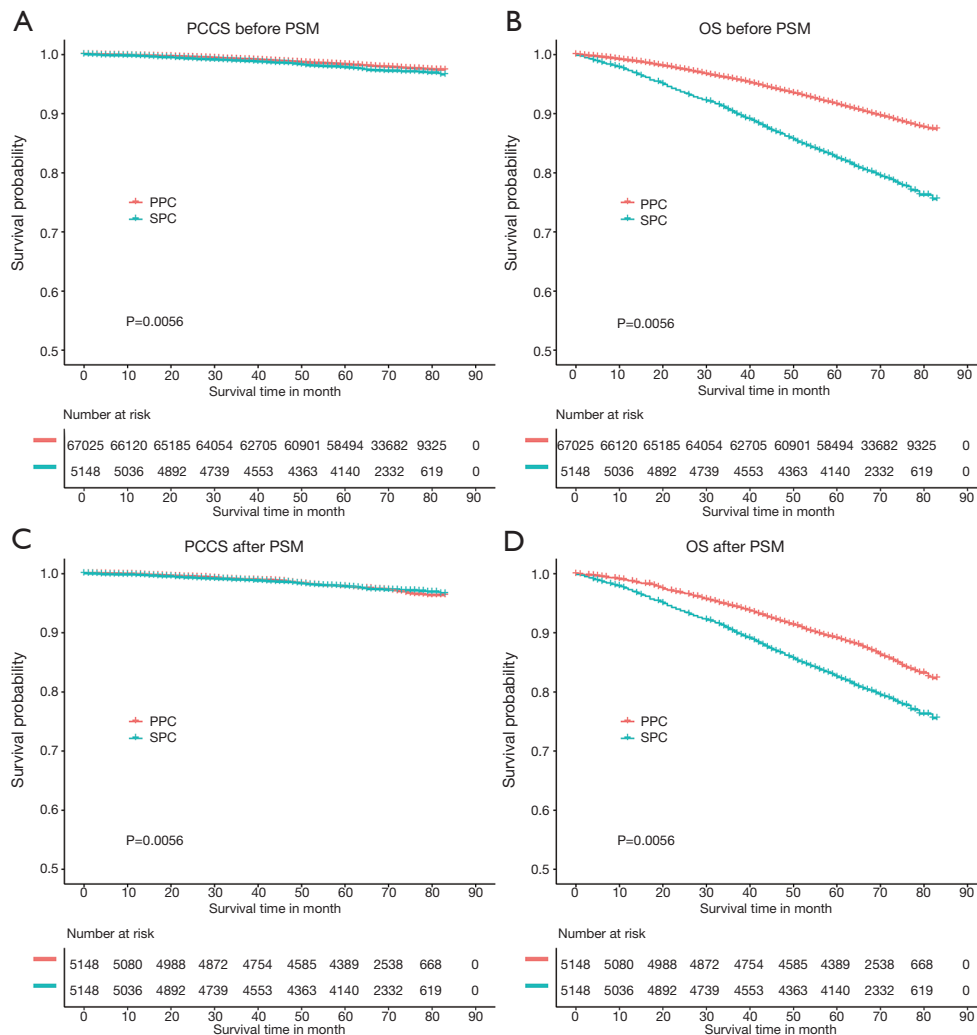 A
PCCS before PSM
Survival probability
1.0
0.9
0.8
0.7
0.6
0.5
PPC
SPC
P=0.0056
0 10 20 30 40 50 60 70 80 90
Survival time in month
Number at risk
67025 66120 65185 64054 62705 60901 58494 33682 9325 0
5148 5036 4892 4739 4553 4363 4140 2332 619 0
0 10 20 30 40 50 60 70 80 90
Survival time in month
B
OS before PSM
Survival probability
1.0
0.9
0.8
0.7
0.6
0.5
PPC
SPC
P=0.0056
0 10 20 30 40 50 60 70 80 90
Survival time in month
Number at risk
67025 66120 65185 64054 62705 60901 58494 33682 9325 0
5148 5036 4892 4739 4553 4363 4140 2332 619 0
0 10 20 30 40 50 60 70 80 90
Survival time in month
C
PCCS after PSM
Survival probability
1.0
0.9
0.8
0.7
0.6
0.5
PPC
SPC
P=0.0056
0 10 20 30 40 50 60 70 80 90
Survival time in month
Number at risk
5148 5080 4988 4872 4754 4585 4389 2538 668 0
5148 5036 4892 4739 4553 4363 4140 2332 619 0
0 10 20 30 40 50 60 70 80 90
Survival time in month
D
OS after PSM
Survival probability
1.0
0.9
0.8
0.7
0.6
0.5
PPC
SPC
P=0.0056
0 10 20 30 40 50 60 70 80 90
Survival time in month
Number at risk
5148 5080 4988 4872 4754 4585 4389 2538 668 0
5148 5036 4892 4739 4553 4363 4140 2332 619 0
0 10 20 30 40 50 60 70 80 90
Survival time in month